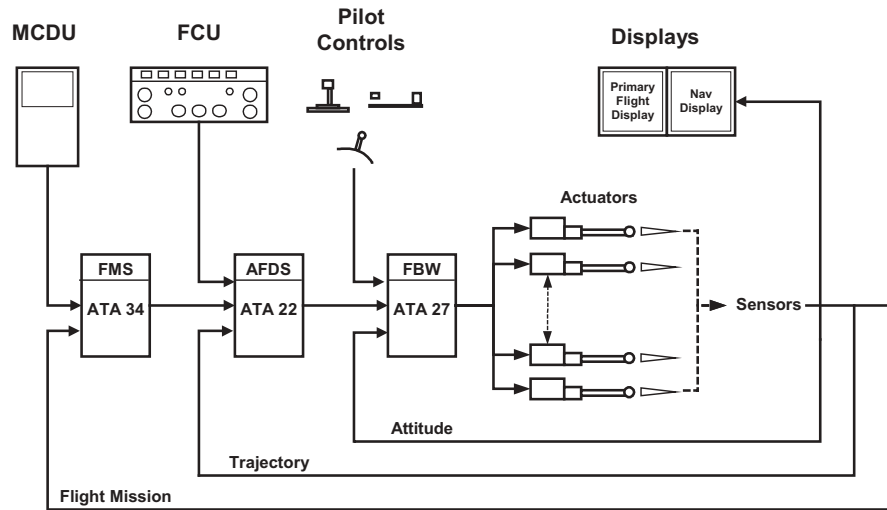 MCDU
FCU
Pilot
Controls
Displays
Primary
Flight
Display
Nav
Display
Actuators
FMS
ATA 34
AFDS
ATA 22
FBW
ATA 27
Sensors
Attitude
Trajectory
Flight Mission